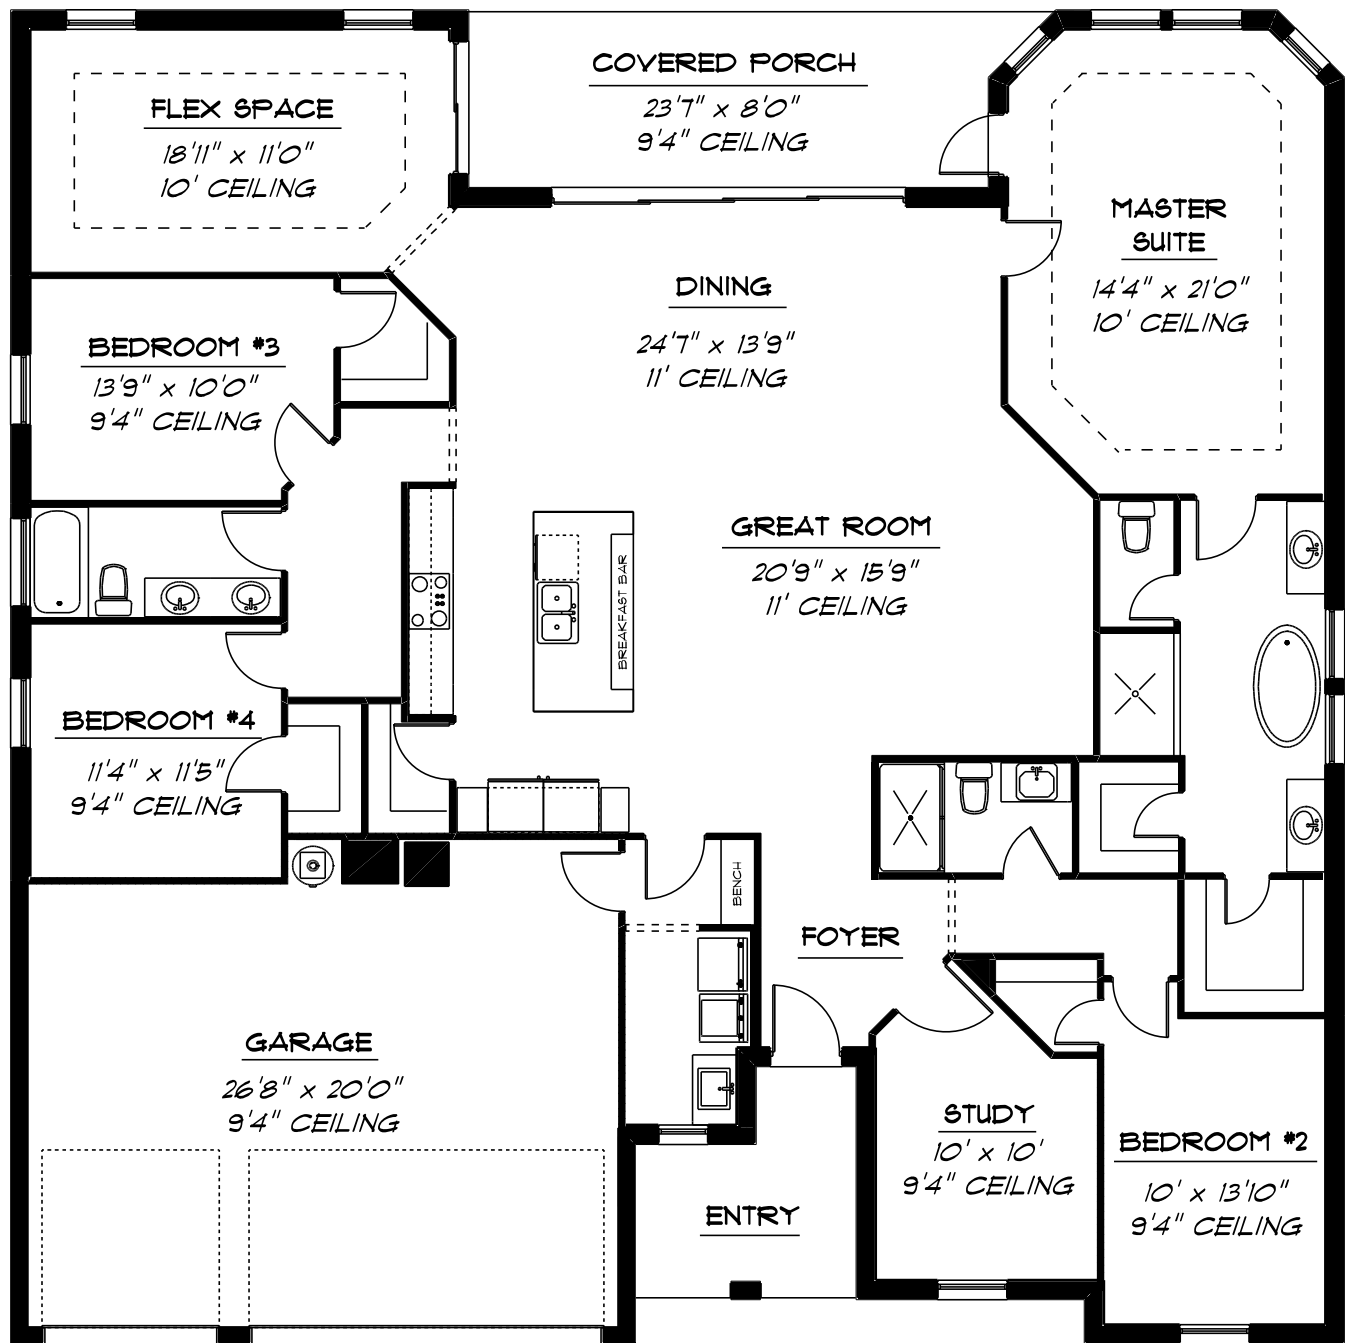 COVERED PORCH
23'7" x 8'0"
9'4" CEILING
FLEX SPACE
18'11" x 11'0"
10' CEILING
MASTER
SUITE
14'4" x 21'0"
10' CEILING
DINING
24'7" x 13'9"
11' CEILING
BEDROOM #3
13'9" x 10'0"
9'4" CEILING
GREAT ROOM
20'9" x 15'9"
11' CEILING
BREAKFAST BAR
BEDROOM #4
11'4" x 11'5"
9'4" CEILING
BENCH
FOYER
GARAGE
26'8" x 20'0"
9'4" CEILING
STUDY
10' x 10'
9'4" CEILING
BEDROOM #2
10' x 13'10"
9'4" CEILING
ENTRY